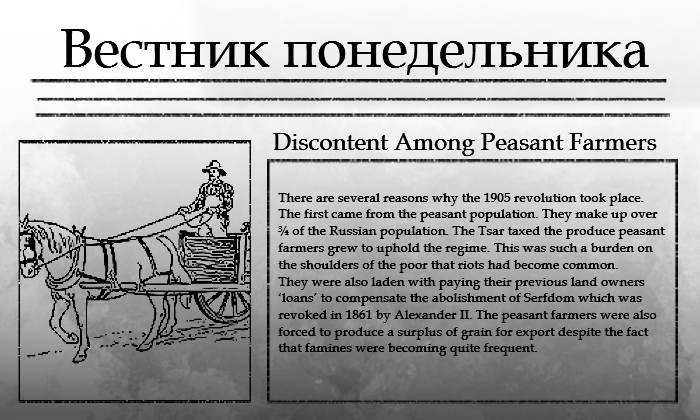 Вестник понедельника
Discontent Among Peasant Farmers
There are several reasons why the 1905 revolution took place.
The first came from the peasant population. They make up over
¾ of the Russian population. The Tsar taxed the produce peasant
farmers grew to uphold the regime. This was such a burden on
the shoulders of the poor that riots had become common.
They were also laden with paying their previous land owners
‘loans’ to compensate the abolishment of Serfdom which was
revoked in 1861 by Alexander II. The peasant farmers were also
forced to produce a surplus of grain for export despite the fact
that famines were becoming quite frequent.